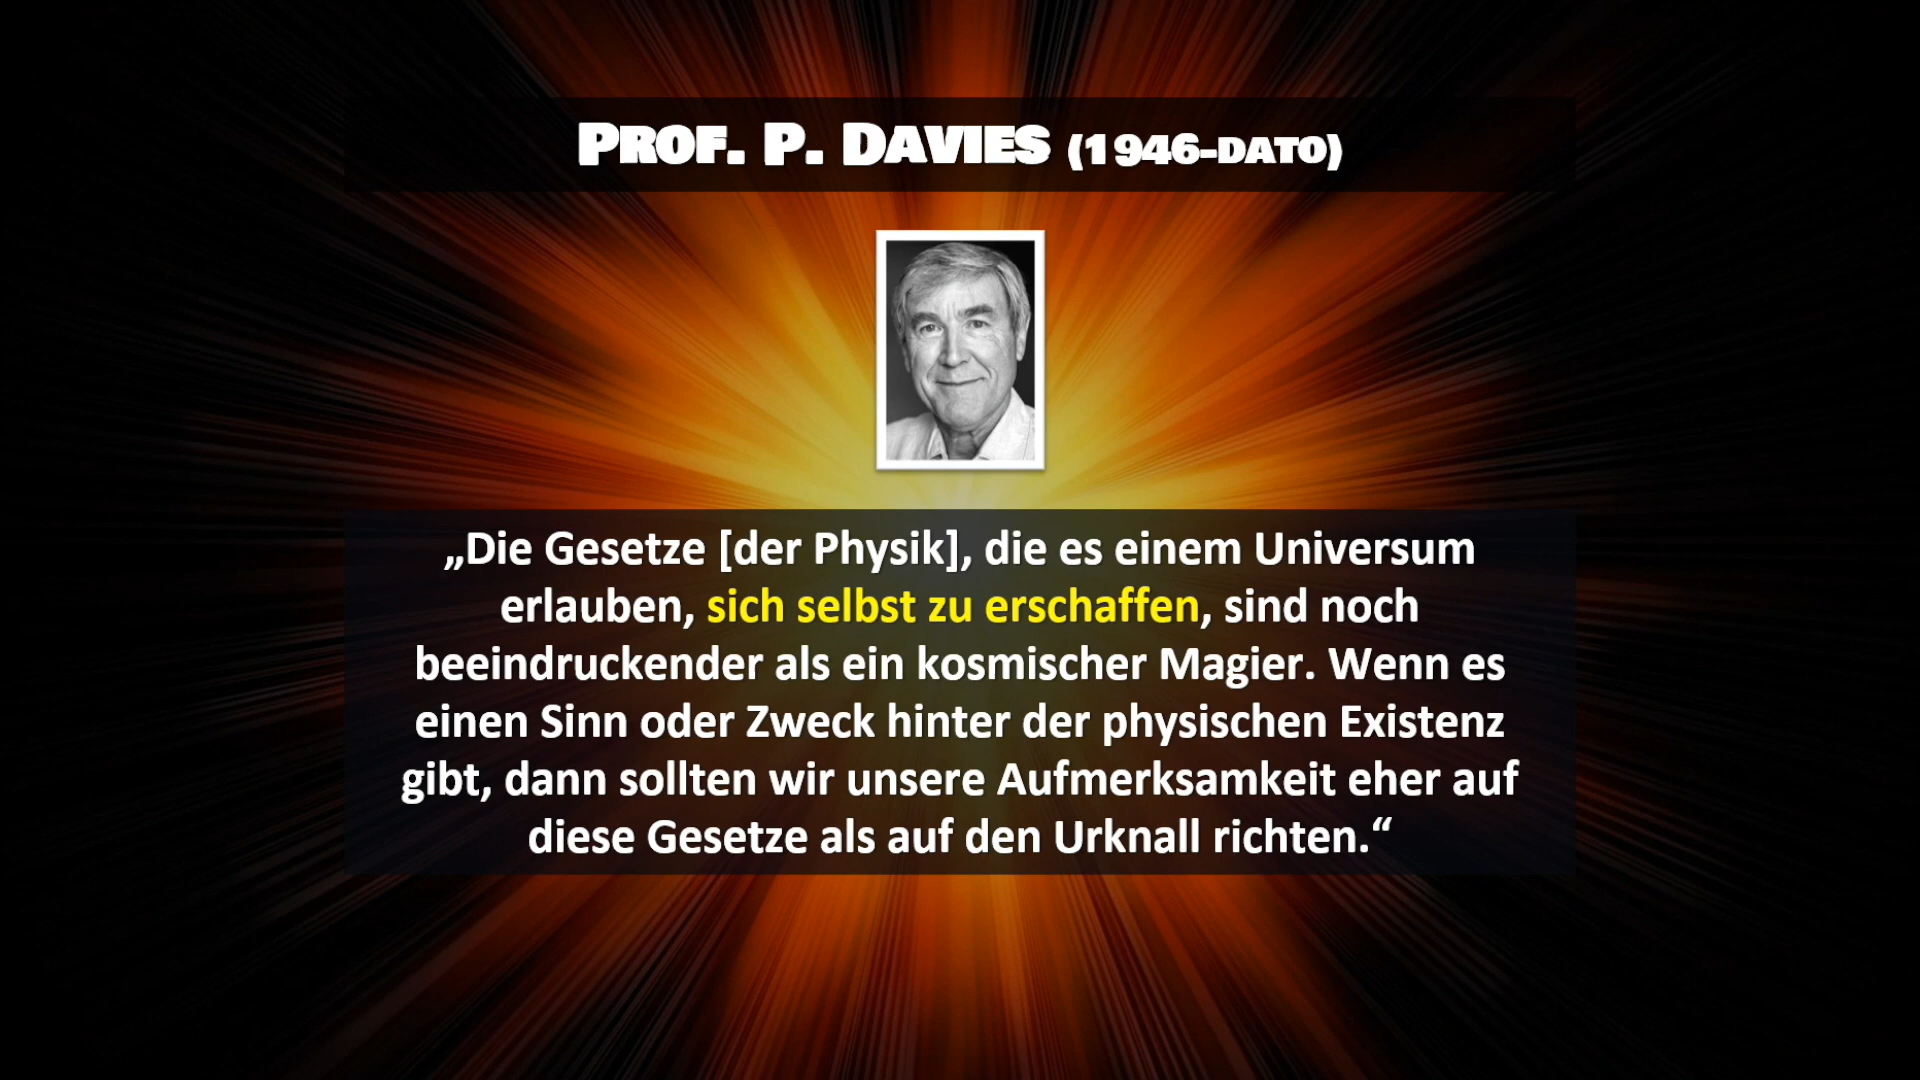 PROF. P. DAVIES (1946-DATO)
„Die Gesetze [der Physik], die es einem Universum
erlauben, sich selbst zu erschaffen, sind noch
beeindruckender als ein kosmischer Magier. Wenn es
einen Sinn oder Zweck hinter der physischen Existenz
gibt, dann sollten wir unsere Aufmerksamkeit eher auf
diese Gesetze als auf den Urknall richten.“